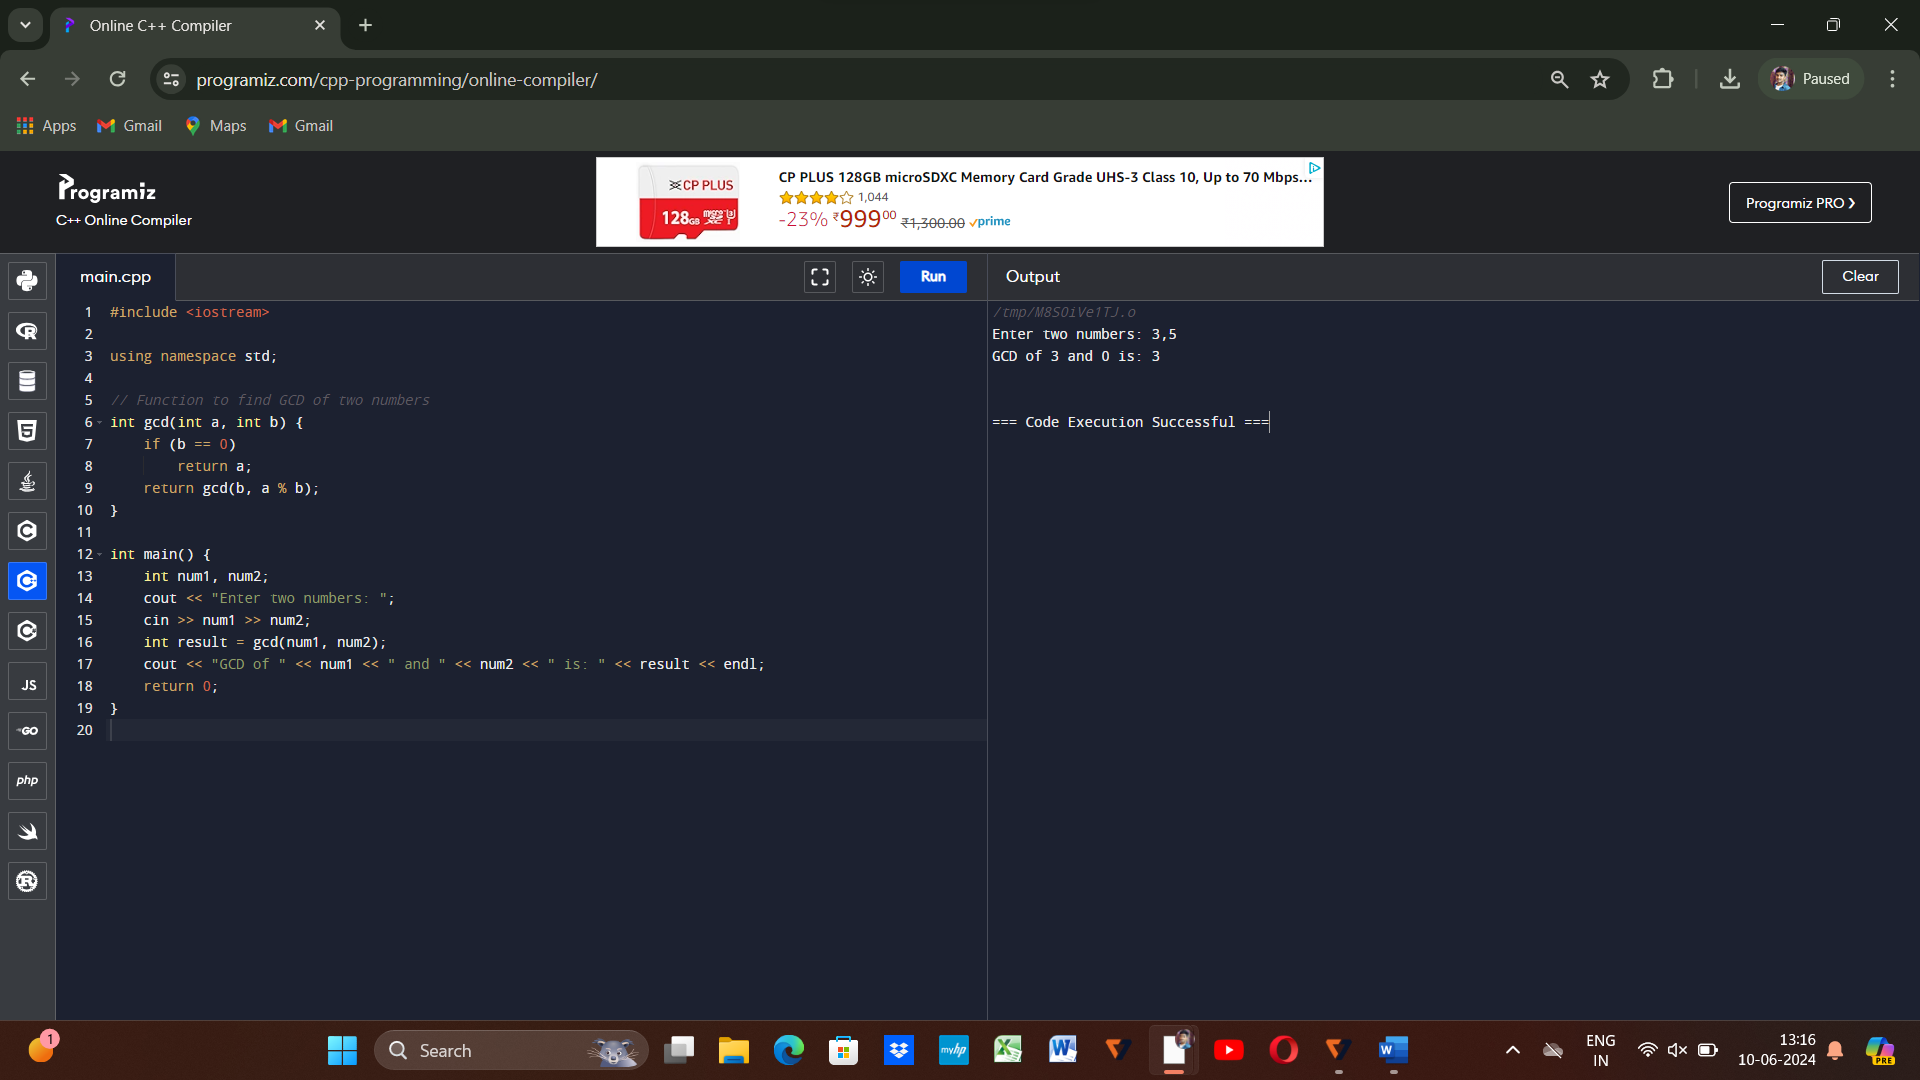 Online C++ Compiler
programiz.com/cpp-programming/online-compiler/
Paused
Apps
Gmail
Maps
Gmail
Programiz
C++ Online Compiler
CP PLUS
128GB
microSD XC
CP PLUS 128GB microSDXC Memory Card Grade UHS-3 Class 10, Up to 70 Mbps...
1,044
-23% ₹999⁰⁰ ₹1,300.00 prime
Programiz PRO ❯
main.cpp
Run
Output
Clear
1 #include <iostream>
2
3 using namespace std;
4
5 // Function to find GCD of two numbers
6 int gcd(int a, int b) {
7     if (b == 0)
8         return a;
9     return gcd(b, a % b);
10 }
11
12 int main() {
13     int num1, num2;
14     cout << "Enter two numbers: ";
15     cin >> num1 >> num2;
16     int result = gcd(num1, num2);
17     cout << "GCD of " << num1 << " and " << num2 << " is: " << result << endl;
18     return 0;
19 }
20
/tmp/M8SOiVe1TJ.o
Enter two numbers: 3,5
GCD of 3 and 0 is: 3
=== Code Execution Successful ===
JS
GO
php
1
Search
myhp
ENG
IN
13:16
10-06-2024
PRE